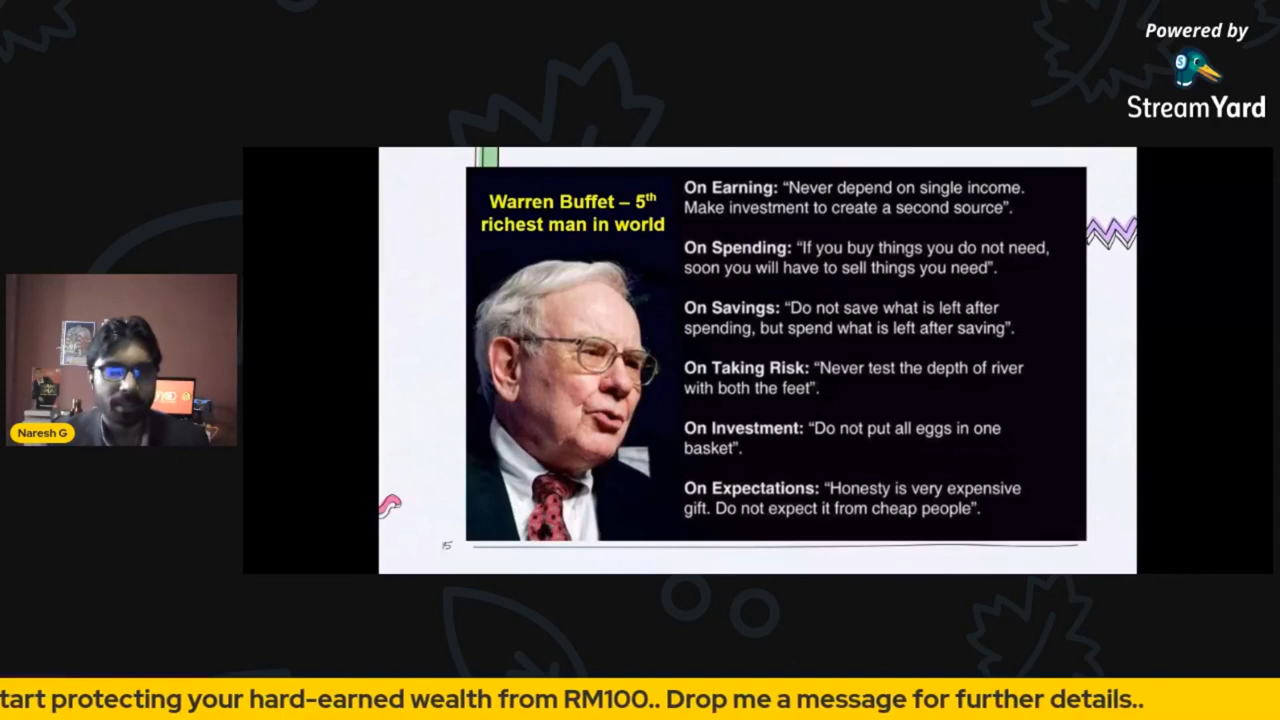 Powered by
StreamYard
Warren Buffet – 5th
richest man in world
On Earning: “Never depend on single income.
Make investment to create a second source”.
On Spending: “If you buy things you do not need,
soon you will have to sell things you need”.
On Savings: “Do not save what is left after
spending, but spend what is left after saving”.
On Taking Risk: “Never test the depth of river
with both the feet”.
On Investment: “Do not put all eggs in one
basket”.
On Expectations: “Honesty is very expensive
gift. Do not expect it from cheap people”.
15
Naresh G
tart protecting your hard-earned wealth from RM100.. Drop me a message for further details..